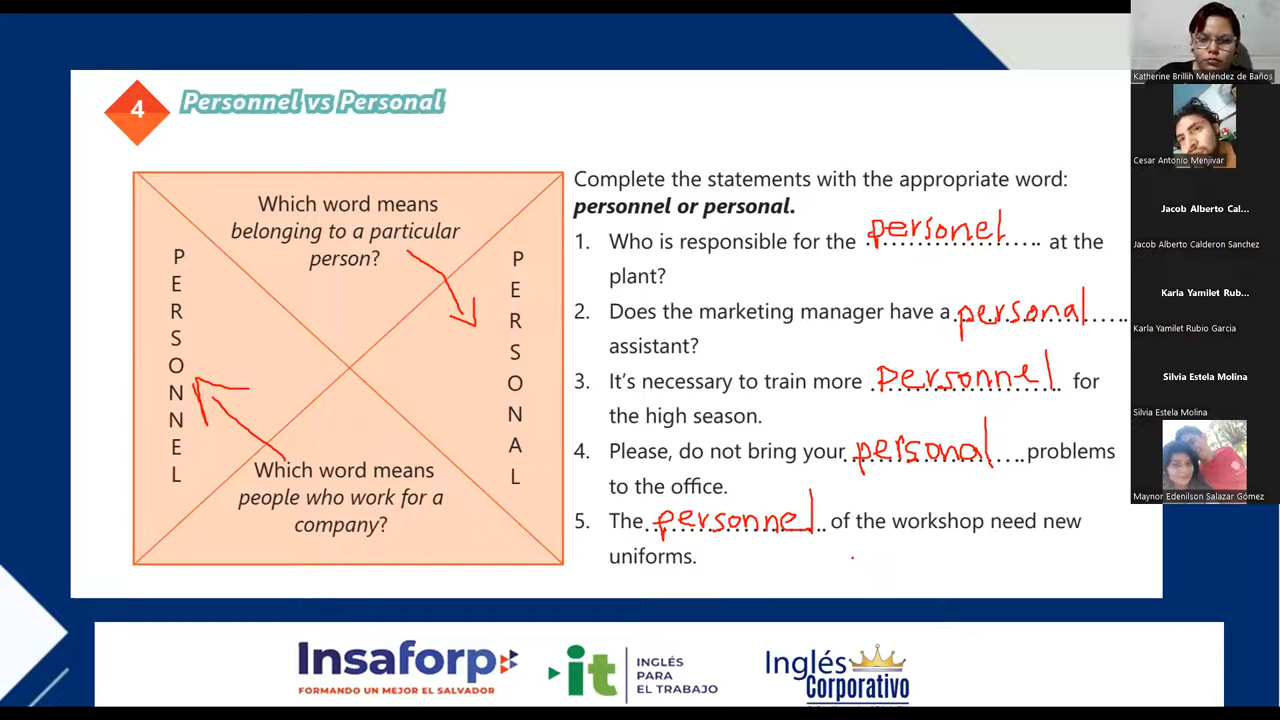 4
Personnel vs Personal
Which word means
belonging to a particular
person?
PERSONNEL
PERSONAL
Which word means
people who work for a
company?
Complete the statements with the appropriate word:
personnel or personal.
1. Who is responsible for the personel at the
plant?
2. Does the marketing manager have a personal
assistant?
3. It's necessary to train more personnel for
the high season.
4. Please, do not bring your personal problems
to the office.
5. The personnel of the workshop need new
uniforms.
Katherine Brillih Meléndez de Baños
Cesar Antonio Menjivar
Jacob Alberto Cal...
Jacob Alberto Calderon Sanchez
Karla Yamilet Rub...
Karla Yamilet Rubio Garcia
Silvia Estela Molina
Silvia Estela Molina
Maynor Edenilson Salazar Gómez
Insaforp
FORMANDO UN MEJOR EL SALVADOR
it
INGLÉS
PARA
EL TRABAJO
Inglés
Corporativo